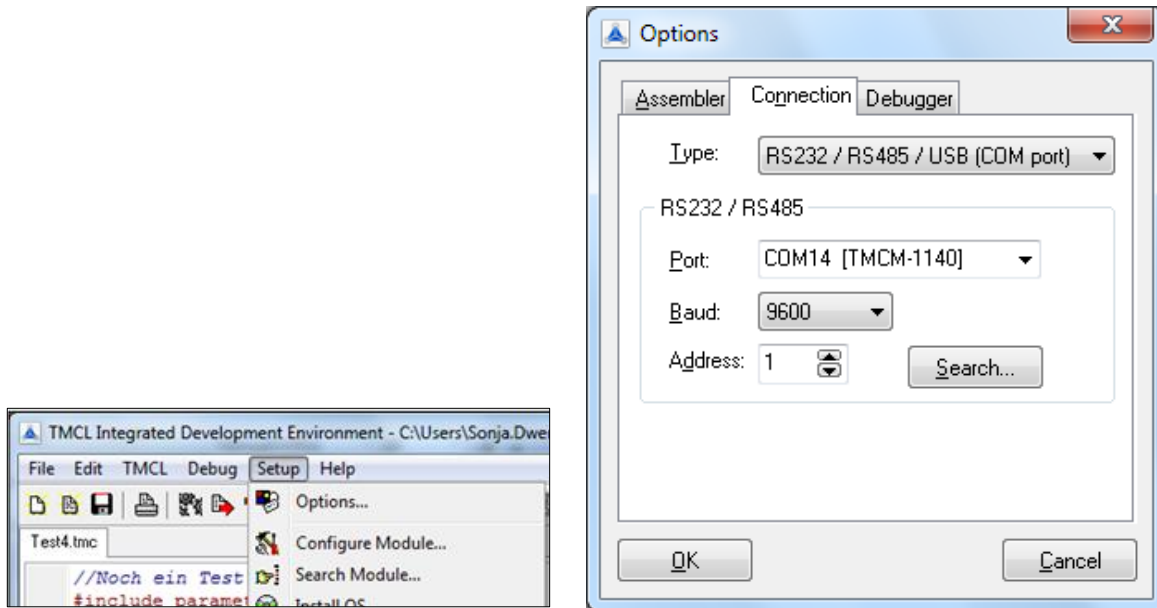 TMCL Integrated Development Environment - C:\Users\Sonja.Dwe
File Edit TMCL Debug Setup Help
Options...
Test4.tmc
Configure Module...
//Noch ein Test
Search Module...
#include paramet
Install OS
Options
Assembler Connection Debugger
Type: RS232 / RS485 / USB (COM port)
RS232 / RS485
Port: COM14 [TMCM-1140]
Baud: 9600
Address: 1 Search...
OK Cancel